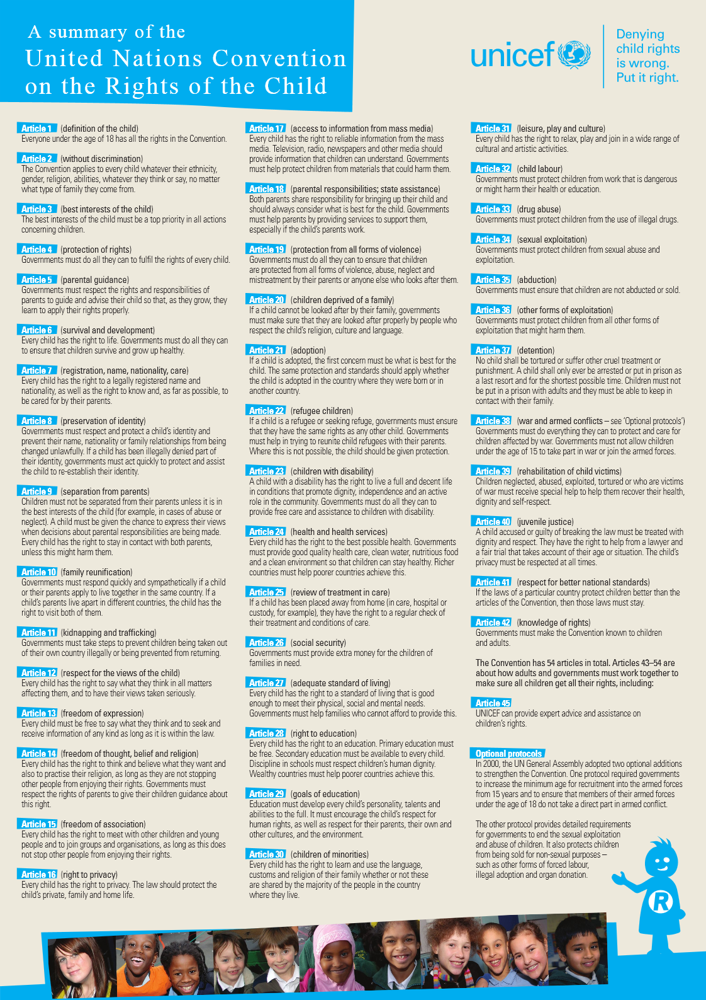 A summary of the
United Nations Convention
on the Rights of the Child
unicef
Denying
child rights
is wrong.
Put it right.
Article 1 (definition of the child)
Everyone under the age of 18 has all the rights in the Convention.
Article 2 (without discrimination)
The Convention applies to every child whatever their ethnicity,
gender, religion, abilities, whatever they think or say, no matter
what type of family they come from.
Article 3 (best interests of the child)
The best interests of the child must be a top priority in all actions
concerning children.
Article 4 (protection of rights)
Governments must do all they can to fulfil the rights of every child.
Article 5 (parental guidance)
Governments must respect the rights and responsibilities of
parents to guide and advise their child so that, as they grow, they
learn to apply their rights properly.
Article 6 (survival and development)
Every child has the right to life. Governments must do all they can
to ensure that children survive and grow up healthy.
Article 7 (registration, name, nationality, care)
Every child has the right to a legally registered name and
nationality, as well as the right to know and, as far as possible, to
be cared for by their parents.
Article 8 (preservation of identity)
Governments must respect and protect a child's identity and
prevent their name, nationality or family relationships from being
changed unlawfully. If a child has been illegally denied part of
their identity, governments must act quickly to protect and assist
the child to re-establish their identity.
Article 9 (separation from parents)
Children must not be separated from their parents unless it is in
the best interests of the child (for example, in cases of abuse or
neglect). A child must be given the chance to express their views
when decisions about parental responsibilities are being made.
Every child has the right to stay in contact with both parents,
unless this might harm them.
Article 10 (family reunification)
Governments must respond quickly and sympathetically if a child
or their parents apply to live together in the same country. If a
child's parents live apart in different countries, the child has the
right to visit both of them.
Article 11 (kidnapping and trafficking)
Governments must take steps to prevent children being taken out
of their own country illegally or being prevented from returning.
Article 12 (respect for the views of the child)
Every child has the right to say what they think in all matters
affecting them, and to have their views taken seriously.
Article 13 (freedom of expression)
Every child must be free to say what they think and to seek and
receive information of any kind as long as it is within the law.
Article 14 (freedom of thought, belief and religion)
Every child has the right to think and believe what they want and
also to practise their religion, as long as they are not stopping
other people from enjoying their rights. Governments must
respect the rights of parents to give their children guidance about
this right.
Article 15 (freedom of association)
Every child has the right to meet with other children and young
people and to join groups and organisations, as long as this does
not stop other people from enjoying their rights.
Article 16 (right to privacy)
Every child has the right to privacy. The law should protect the
child's private, family and home life.
Article 17 (access to information from mass media)
Every child has the right to reliable information from the mass
media. Television, radio, newspapers and other media should
provide information that children can understand. Governments
must help protect children from materials that could harm them.
Article 18 (parental responsibilities; state assistance)
Both parents share responsibility for bringing up their child and
should always consider what is best for the child. Governments
must help parents by providing services to support them,
especially if the child's parents work.
Article 19 (protection from all forms of violence)
Governments must do all they can to ensure that children
are protected from all forms of violence, abuse, neglect and
mistreatment by their parents or anyone else who looks after them.
Article 20 (children deprived of a family)
If a child cannot be looked after by their family, governments
must make sure that they are looked after properly by people who
respect the child's religion, culture and language.
Article 21 (adoption)
If a child is adopted, the first concern must be what is best for the
child. The same protection and standards should apply whether
the child is adopted in the country where they were born or in
another country.
Article 22 (refugee children)
If a child is a refugee or seeking refuge, governments must ensure
that they have the same rights as any other child. Governments
must help in trying to reunite child refugees with their parents.
Where this is not possible, the child should be given protection.
Article 23 (children with disability)
A child with a disability has the right to live a full and decent life
in conditions that promote dignity, independence and an active
role in the community. Governments must do all they can to
provide free care and assistance to children with disability.
Article 24 (health and health services)
Every child has the right to the best possible health. Governments
must provide good quality health care, clean water, nutritious food
and a clean environment so that children can stay healthy. Richer
countries must help poorer countries achieve this.
Article 25 (review of treatment in care)
If a child has been placed away from home (in care, hospital or
custody, for example), they have the right to a regular check of
their treatment and conditions of care.
Article 26 (social security)
Governments must provide extra money for the children of
families in need.
Article 27 (adequate standard of living)
Every child has the right to a standard of living that is good
enough to meet their physical, social and mental needs.
Governments must help families who cannot afford to provide this.
Article 28 (right to education)
Every child has the right to an education. Primary education must
be free. Secondary education must be available to every child.
Discipline in schools must respect children's human dignity.
Wealthy countries must help poorer countries achieve this.
Article 29 (goals of education)
Education must develop every child's personality, talents and
abilities to the full. It must encourage the child's respect for
human rights, as well as respect for their parents, their own and
other cultures, and the environment.
Article 30 (children of minorities)
Every child has the right to learn and use the language,
customs and religion of their family whether or not these
are shared by the majority of the people in the country
where they live.
Article 31 (leisure, play and culture)
Every child has the right to relax, play and join in a wide range of
cultural and artistic activities.
Article 32 (child labour)
Governments must protect children from work that is dangerous
or might harm their health or education.
Article 33 (drug abuse)
Governments must protect children from the use of illegal drugs.
Article 34 (sexual exploitation)
Governments must protect children from sexual abuse and
exploitation.
Article 35 (abduction)
Governments must ensure that children are not abducted or sold.
Article 36 (other forms of exploitation)
Governments must protect children from all other forms of
exploitation that might harm them.
Article 37 (detention)
No child shall be tortured or suffer other cruel treatment or
punishment. A child shall only ever be arrested or put in prison as
a last resort and for the shortest possible time. Children must not
be put in a prison with adults and they must be able to keep in
contact with their family.
Article 38 (war and armed conflicts – see 'Optional protocols')
Governments must do everything they can to protect and care for
children affected by war. Governments must not allow children
under the age of 15 to take part in war or join the armed forces.
Article 39 (rehabilitation of child victims)
Children neglected, abused, exploited, tortured or who are victims
of war must receive special help to help them recover their health,
dignity and self-respect.
Article 40 (juvenile justice)
A child accused or guilty of breaking the law must be treated with
dignity and respect. They have the right to help from a lawyer and
a fair trial that takes account of their age or situation. The child's
privacy must be respected at all times.
Article 41 (respect for better national standards)
If the laws of a particular country protect children better than the
articles of the Convention, then those laws must stay.
Article 42 (knowledge of rights)
Governments must make the Convention known to children
and adults.
The Convention has 54 articles in total. Articles 43–54 are
about how adults and governments must work together to
make sure all children get all their rights, including:
Article 45
UNICEF can provide expert advice and assistance on
children's rights.
Optional protocols
In 2000, the UN General Assembly adopted two optional additions
to strengthen the Convention. One protocol required governments
to increase the minimum age for recruitment into the armed forces
from 15 years and to ensure that members of their armed forces
under the age of 18 do not take a direct part in armed conflict.
The other protocol provides detailed requirements
for governments to end the sexual exploitation
and abuse of children. It also protects children
from being sold for non-sexual purposes –
such as other forms of forced labour,
illegal adoption and organ donation.
R